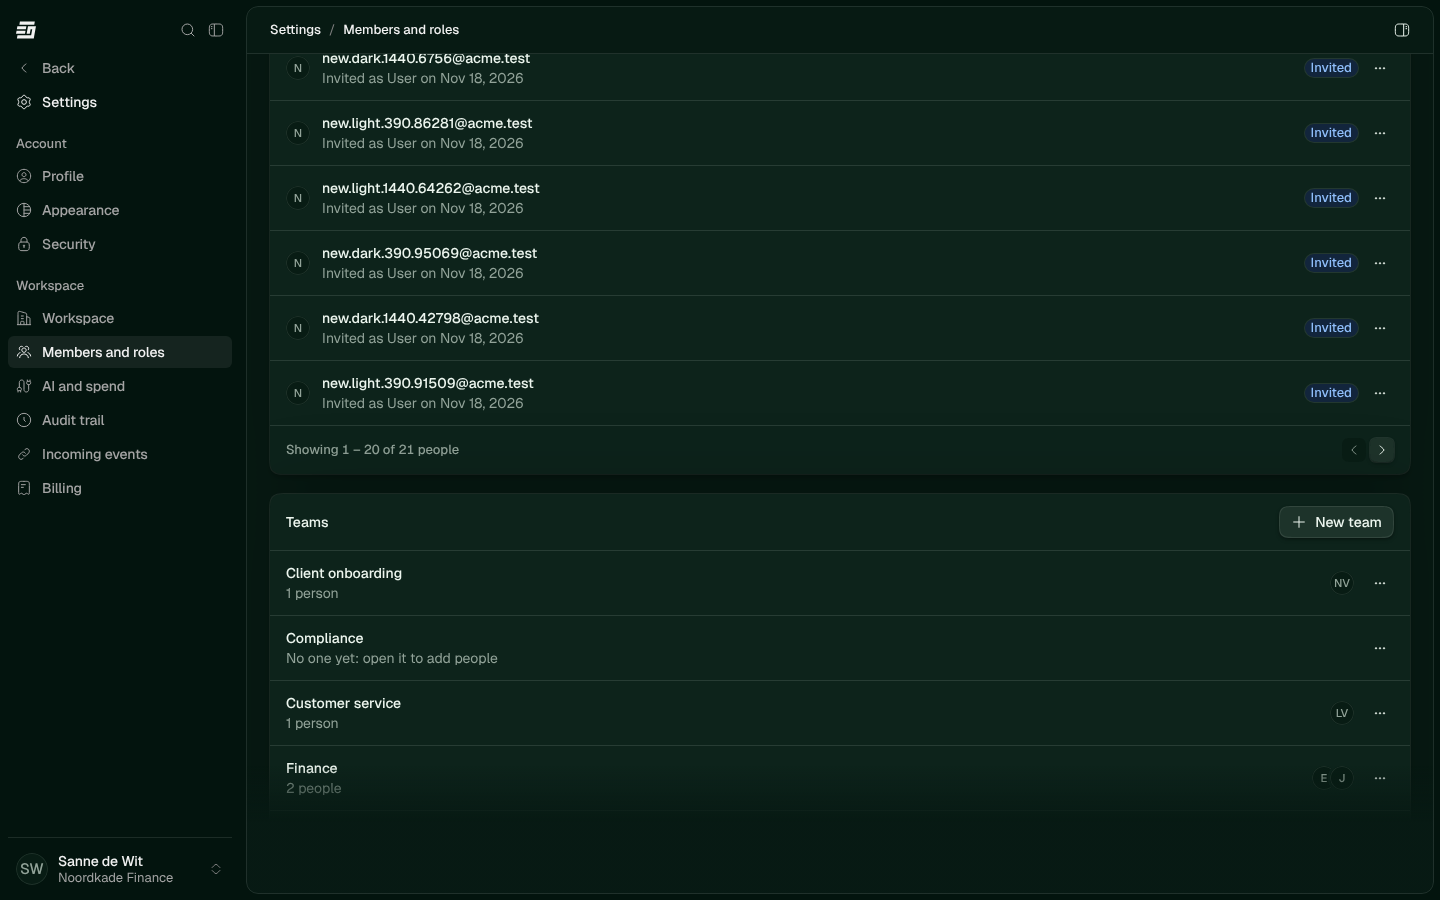 Settings / Members and roles
Back
Settings
Account
Profile
Appearance
Security
Workspace
Workspace
Members and roles
AI and spend
Audit trail
Incoming events
Billing
SW
Sanne de Wit
Noordkade Finance
new.dark.1440.6756@acme.test
N
Invited as User on Nov 18, 2026
Invited
new.light.390.86281@acme.test
N
Invited as User on Nov 18, 2026
Invited
new.light.1440.64262@acme.test
N
Invited as User on Nov 18, 2026
Invited
new.dark.390.95069@acme.test
N
Invited as User on Nov 18, 2026
Invited
new.dark.1440.42798@acme.test
N
Invited as User on Nov 18, 2026
Invited
new.light.390.91509@acme.test
N
Invited as User on Nov 18, 2026
Invited
Showing 1 – 20 of 21 people
Teams
New team
Client onboarding
1 person
NV
Compliance
No one yet: open it to add people
Customer service
1 person
LV
Finance
2 people
E J